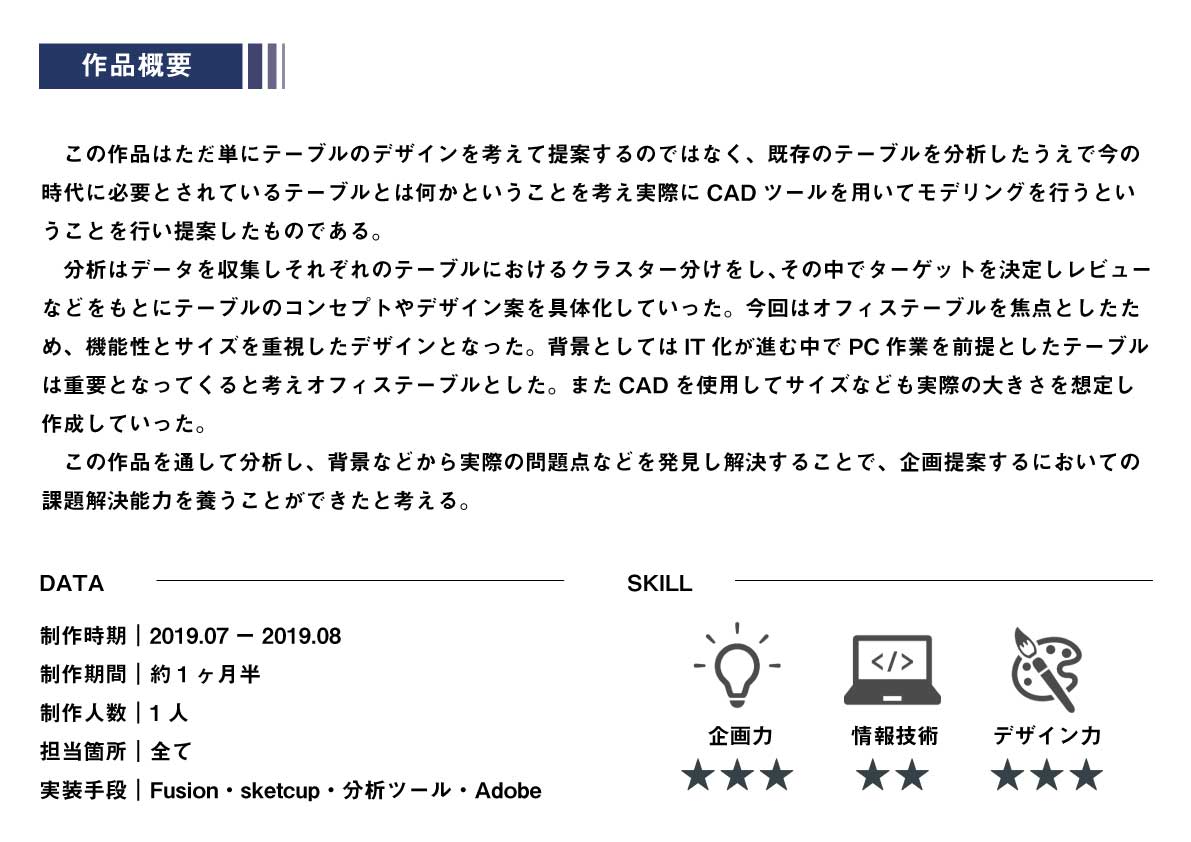 作品概要
この作品はただ単にテーブルのデザインを考えて提案するのではなく、既存のテーブルを分析したうえで今の
時代に必要とされているテーブルとは何かということを考え実際に CAD ツールを用いてモデリングを行うとい
うことを行い提案したものである。
分析はデータを収集しそれぞれのテーブルにおけるクラスター分けをし、その中でターゲットを決定しレビュー
などをもとにテーブルのコンセプトやデザイン案を具体化していった。今回はオフィステーブルを焦点としたた
め、機能性とサイズを重視したデザインとなった。背景としては IT 化が進む中で PC 作業を前提としたテーブル
は重要となってくると考えオフィステーブルとした。また CAD を使用してサイズなども実際の大きさを想定し
作成していった。
この作品を通して分析し、背景などから実際の問題点などを発見し解決することで、企画提案するにおいての
課題解決能力を養うことができたと考える。
DATA
制作時期｜2019.07 ー 2019.08
制作期間｜約 1 ヶ月半
制作人数｜1 人
担当箇所｜全て
実装手段｜Fusion・sketcup・分析ツール・Adobe
SKILL
</>
企画力 情報技術 デザイン力
★★★ ★★ ★★★